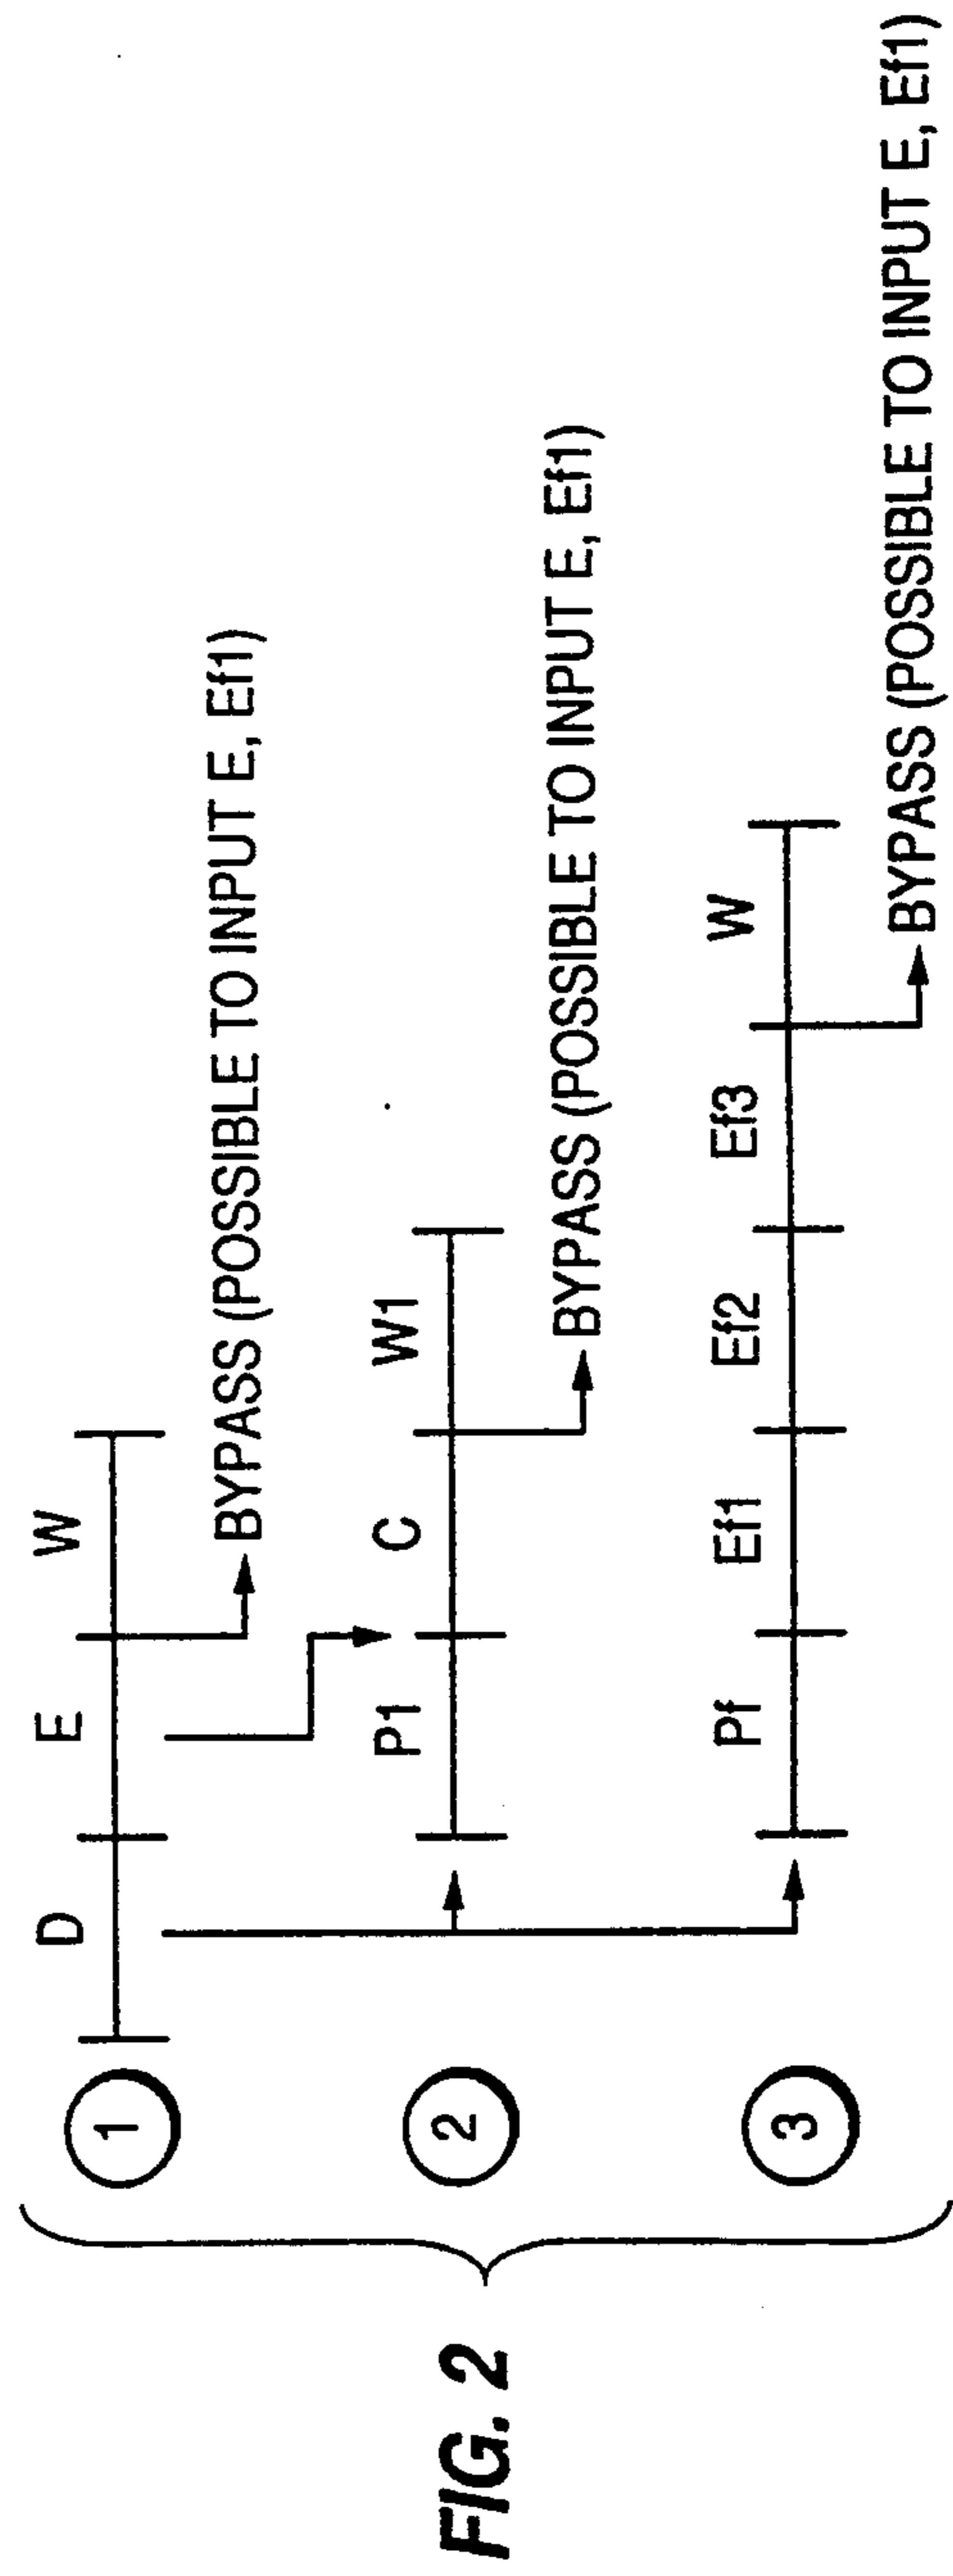 1
D E W
BYPASS (POSSIBLE TO INPUT E, Ef1)
2
P1 C W1
BYPASS (POSSIBLE TO INPUT E, Ef1)
3
Pf Ef1 Ef2 Ef3 W
BYPASS (POSSIBLE TO INPUT E, Ef1)
FIG. 2